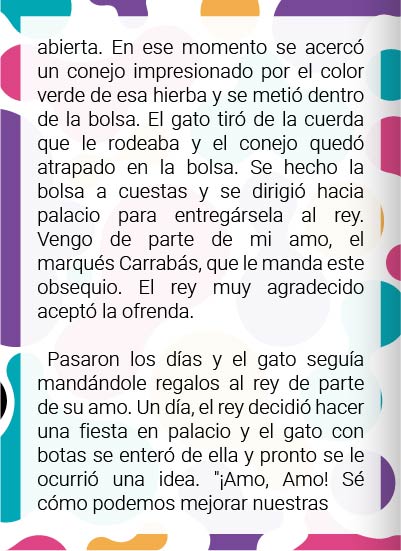 abierta. En ese momento se acercó
un conejo impresionado por el color
verde de esa hierba y se metió dentro
de la bolsa. El gato tiró de la cuerda
que le rodeaba y el conejo quedó
atrapado en la bolsa. Se hecho la
bolsa a cuestas y se dirigió hacia
palacio para entregársela al rey.
Vengo de parte de mi amo, el
marqués Carrabás, que le manda este
obsequio. El rey muy agradecido
aceptó la ofrenda.
Pasaron los días y el gato seguía
mandándole regalos al rey de parte
de su amo. Un día, el rey decidió hacer
una fiesta en palacio y el gato con
botas se enteró de ella y pronto se le
ocurrió una idea. "¡Amo, Amo! Sé
cómo podemos mejorar nuestras